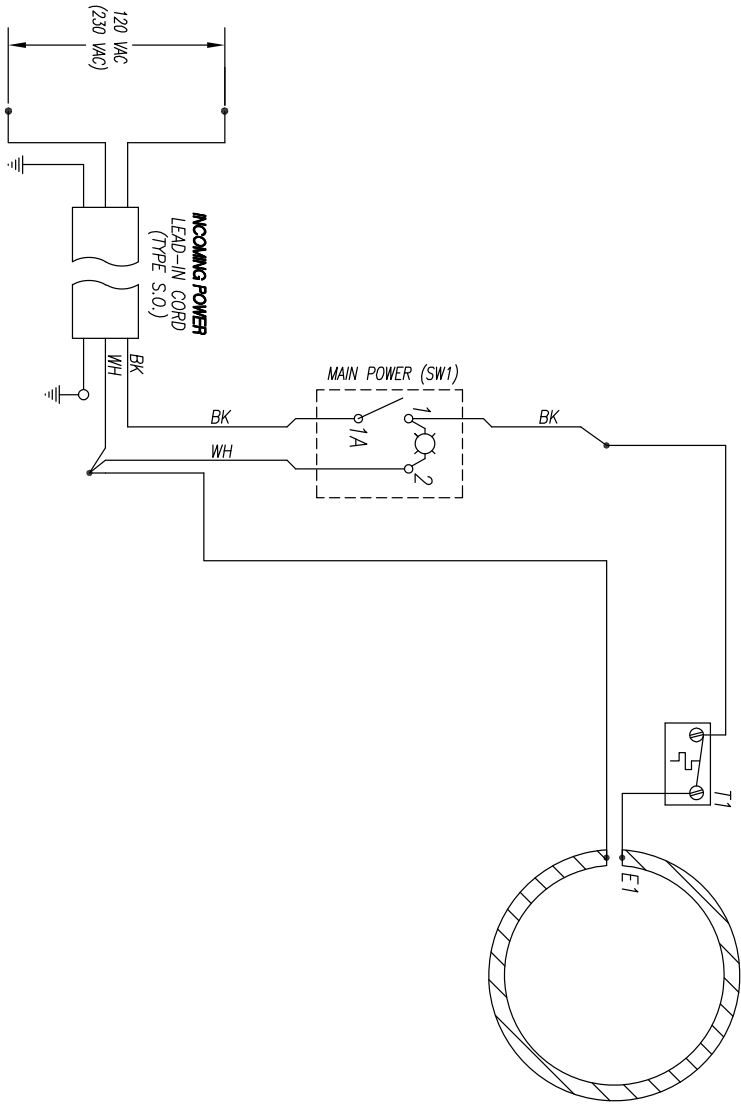 120 VAC
(230 VAC)
INCOMING POWER
LEAD-IN CORD
(TYPE S.O.)
BK
WH
MAIN POWER (SW1)
BK
1
1A
2
BK
WH
T1
E1